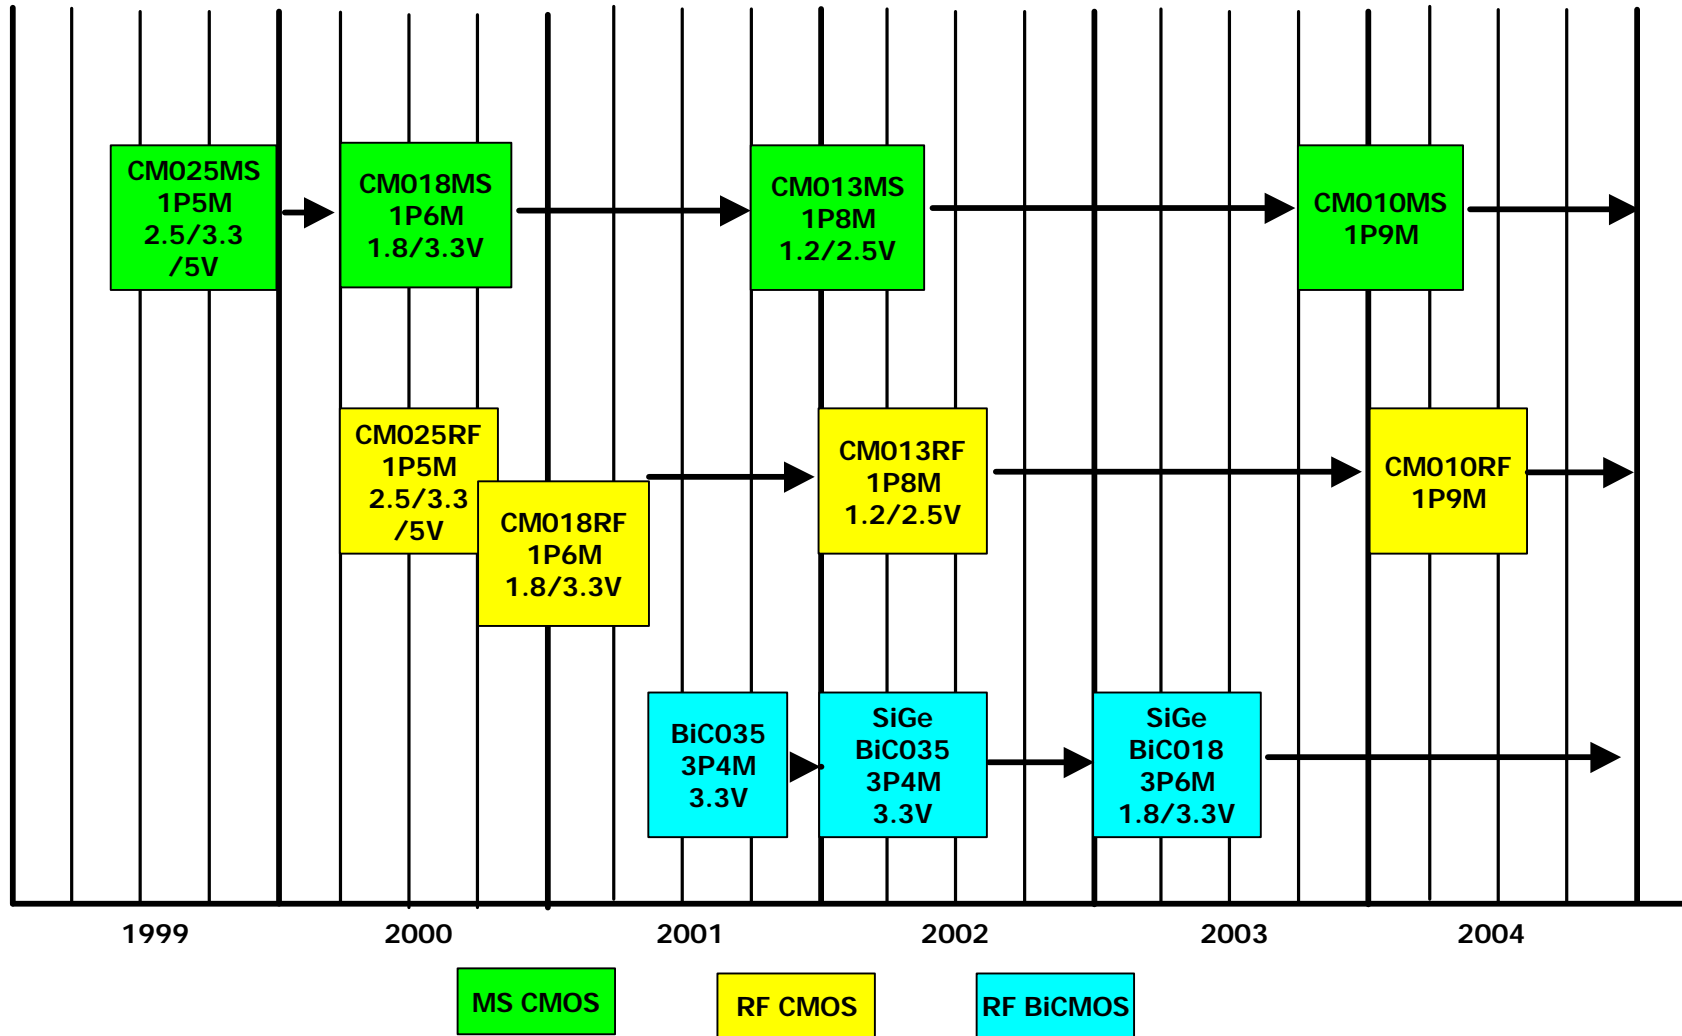 CM025MS
1P5M
2.5/3.3
/5V
CM018MS
1P6M
1.8/3.3V
CM013MS
1P8M
1.2/2.5V
CM010MS
1P9M
CM025RF
1P5M
2.5/3.3
/5V
CM018RF
1P6M
1.8/3.3V
CM013RF
1P8M
1.2/2.5V
CM010RF
1P9M
BiC035
3P4M
3.3V
SiGe
BiC035
3P4M
3.3V
SiGe
BiC018
3P6M
1.8/3.3V
1999
2000
2001
2002
2003
2004
MS CMOS
RF CMOS
RF BiCMOS